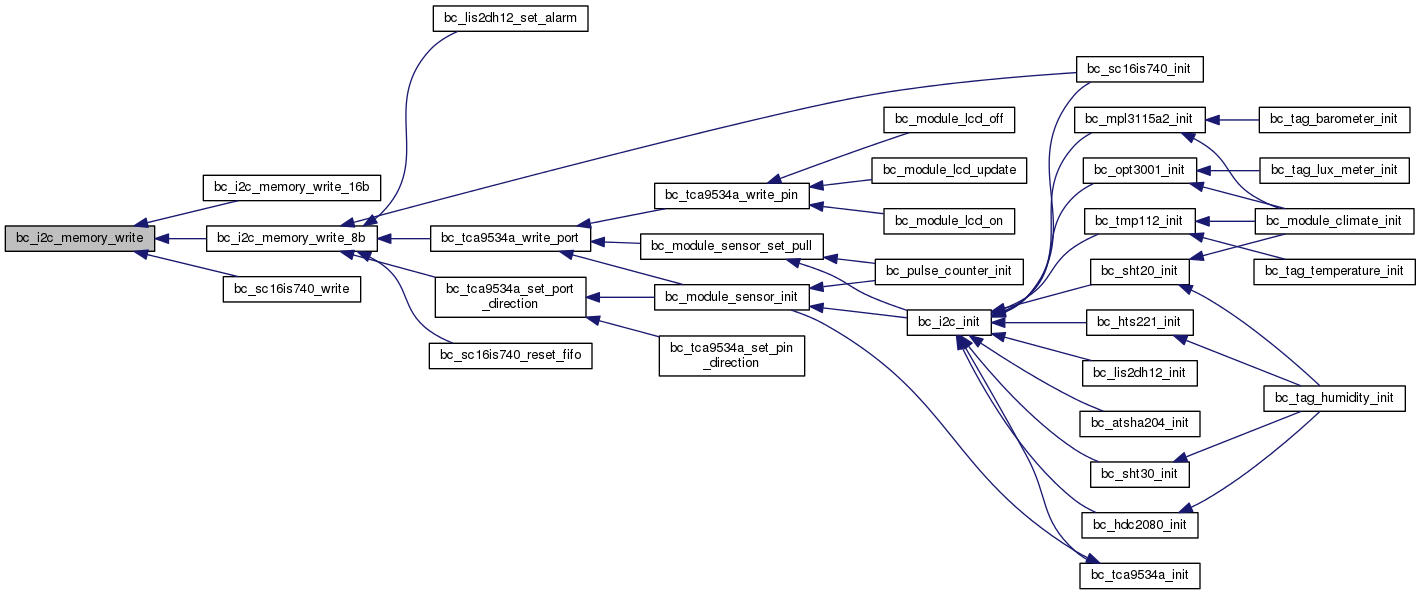 bc_lis2dh12_set_alarm
bc_sc16is740_init
bc_module_lcd_off
bc_mpl3115a2_init
bc_tag_barometer_init
bc_module_lcd_update
bc_opt3001_init
bc_tag_lux_meter_init
bc_i2c_memory_write_16b
bc_tca9534a_write_pin
bc_module_lcd_on
bc_tmp112_init
bc_module_climate_init
bc_i2c_memory_write
bc_i2c_memory_write_8b
bc_tca9534a_write_port
bc_module_sensor_set_pull
bc_pulse_counter_init
bc_sht20_init
bc_tag_temperature_init
bc_sc16is740_write
bc_tca9534a_set_port
_direction
bc_module_sensor_init
bc_i2c_init
bc_hts221_init
bc_sc16is740_reset_fifo
bc_tca9534a_set_pin
_direction
bc_lis2dh12_init
bc_tag_humidity_init
bc_atsha204_init
bc_sht30_init
bc_hdc2080_init
bc_tca9534a_init